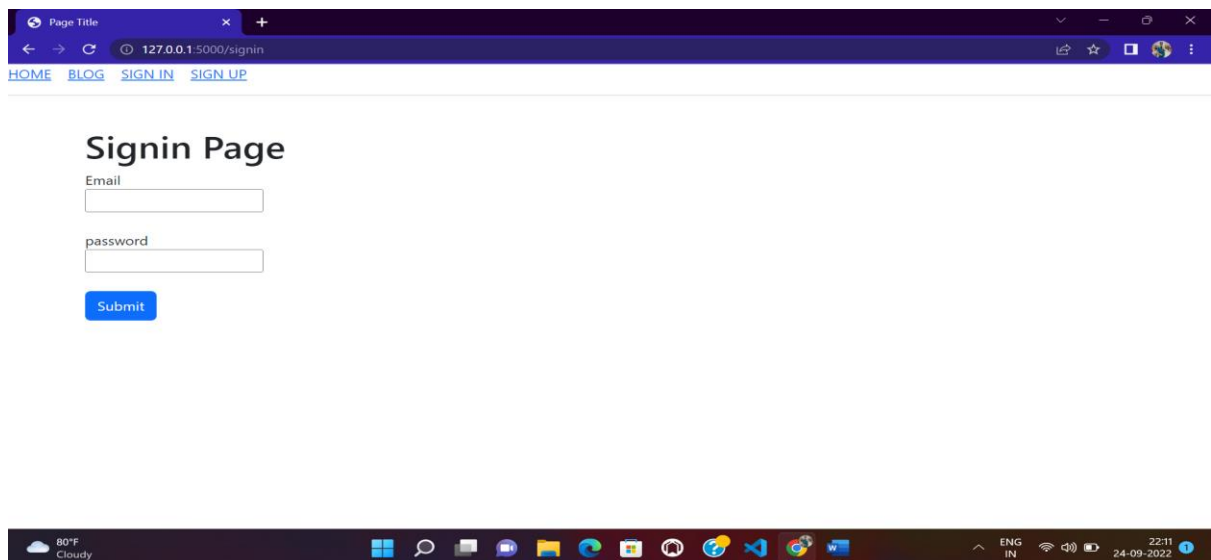 Page Title
127.0.0.1:5000/signin
HOME BLOG SIGN IN SIGN UP
Signin Page
Email
password
Submit
80°F
Cloudy
ENG
IN
22:11
24-09-2022
1